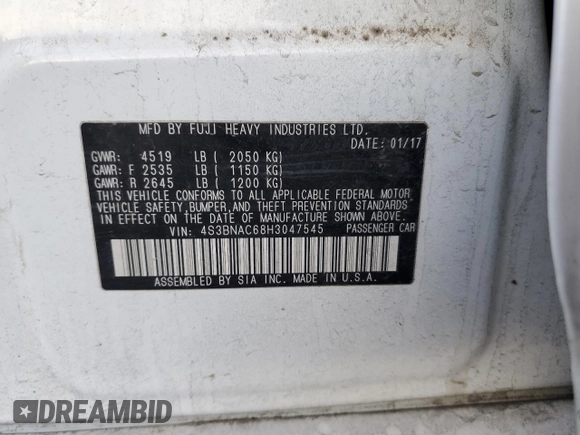 MFD BY FUJI HEAVY INDUSTRIES LTD.
DATE: 01/17
GVWR: 4519 LB ( 2050 KG)
GAWR: F 2535 LB ( 1150 KG)
GAWR: R 2645 LB ( 1200 KG)
THIS VEHICLE CONFORMS TO ALL APPLICABLE FEDERAL MOTOR
VEHICLE SAFETY, BUMPER, AND THEFT PREVENTION STANDARDS
IN EFFECT ON THE DATE OF MANUFACTURE SHOWN ABOVE.
VIN: 4S3BNAC68H3047545 PASSENGER CAR
ASSEMBLED BY SIA INC. MADE IN U.S.A.
DREAMBID